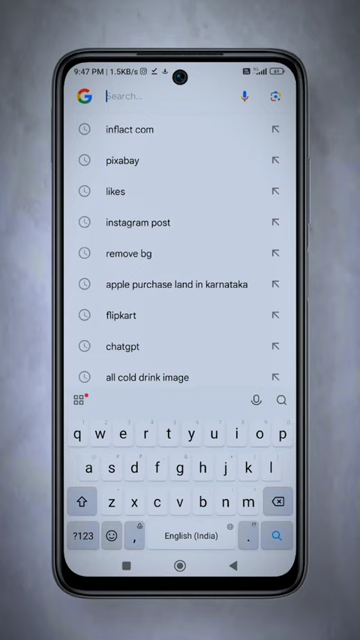 9:47 PM | 1.5KB/s
Search...
inflact com
pixabay
likes
instagram post
remove bg
apple purchase land in karnataka
flipkart
chatgpt
all cold drink image
q w e r t y u i o p
a s d f g h j k l
z x c v b n m
?123 , English (India) .